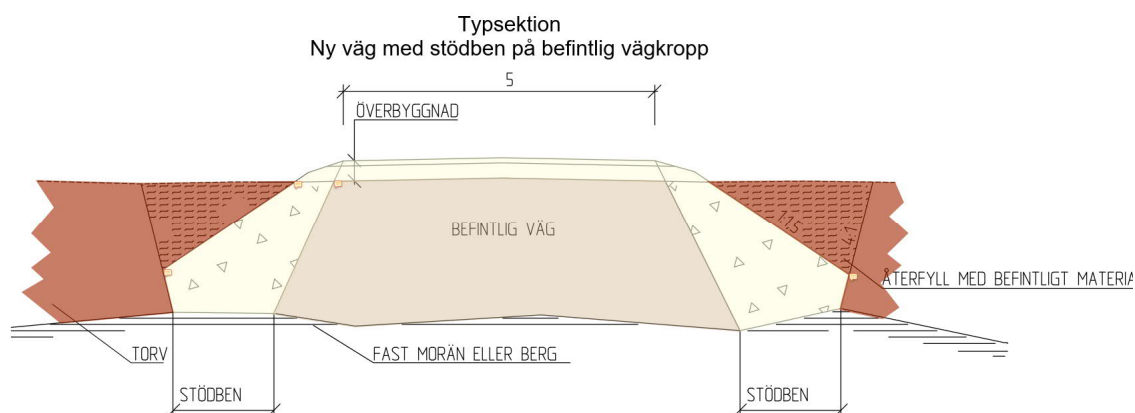 Typsektion
Ny väg med stödben på befintlig vägkropp
5
ÖVERBYGGNAD
BEFINTLIG VÄG
1:1.5
4:1
ÅTERFYLL MED BEFINTLIGT MATERIA
TORV
FAST MORÄN ELLER BERG
STÖDBEN
STÖDBEN